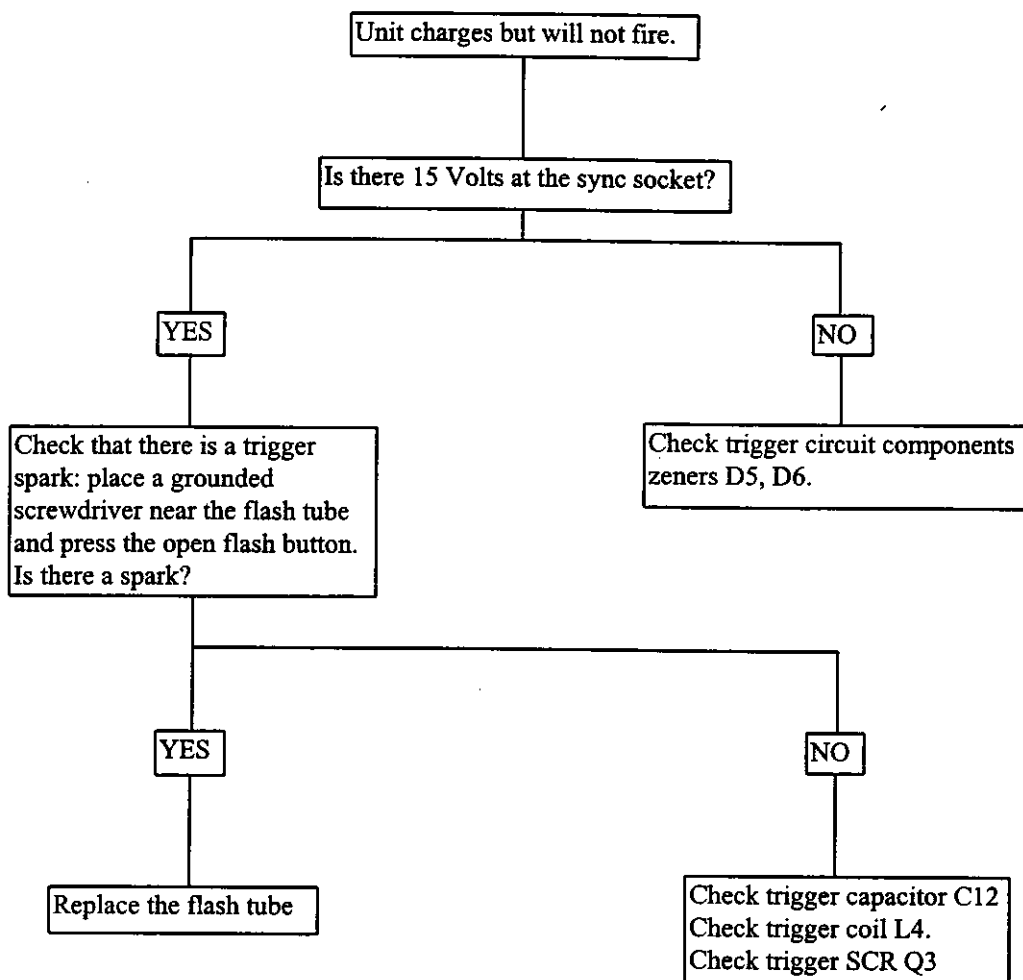 Unit charges but will not fire.
Is there 15 Volts at the sync socket?
YES
NO
Check that there is a trigger
spark: place a grounded
screwdriver near the flash tube
and press the open flash button.
Is there a spark?
Check trigger circuit components
zeners D5, D6.
YES
NO
Replace the flash tube
Check trigger capacitor C12
Check trigger coil L4.
Check trigger SCR Q3